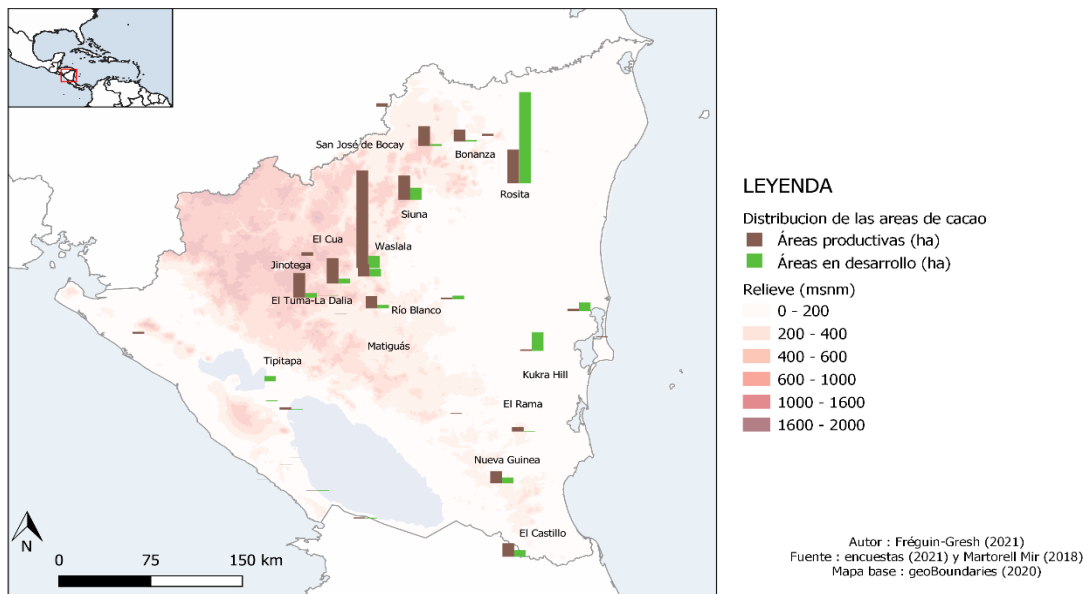 San José de Bocay
Bonanza
Rosita
Siuna
El Cua
Waslala
Jinotega
El Tuma-La Dalia
Río Blanco
Matiguás
Tipitapa
Kukra Hill
El Rama
Nueva Guinea
El Castillo
N
0 75 150 km
LEYENDA
Distribucion de las areas de cacao
Áreas productivas (ha)
Áreas en desarrollo (ha)
Relieve (msnm)
0 - 200
200 - 400
400 - 600
600 - 1000
1000 - 1600
1600 - 2000
Autor : Fréguin-Gresh (2021)
Fuente : encuestas (2021) y Martorell Mir (2018)
Mapa base : geoBoundaries (2020)